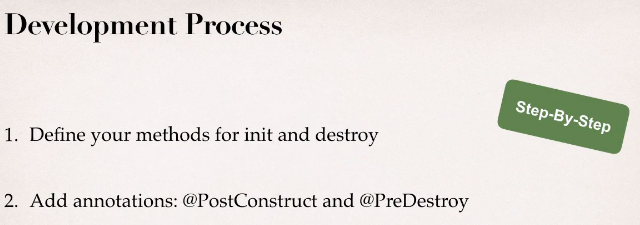 Development Process
Step-By-Step
1. Define your methods for init and destroy
2. Add annotations: @PostConstruct and @PreDestroy